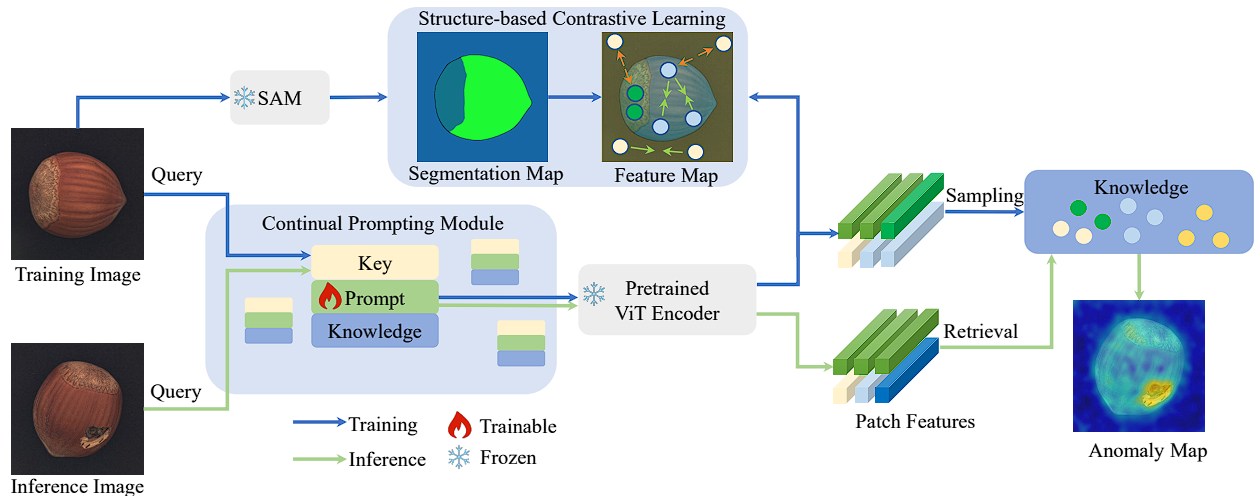 Structure-based Contrastive Learning
SAM
Segmentation Map
Feature Map
Query
Training Image
Continual Prompting Module
Key
Prompt
Knowledge
Pretrained
ViT Encoder
Sampling
Knowledge
Retrieval
Patch Features
Anomaly Map
Query
Inference Image
Training
Trainable
Inference
Frozen